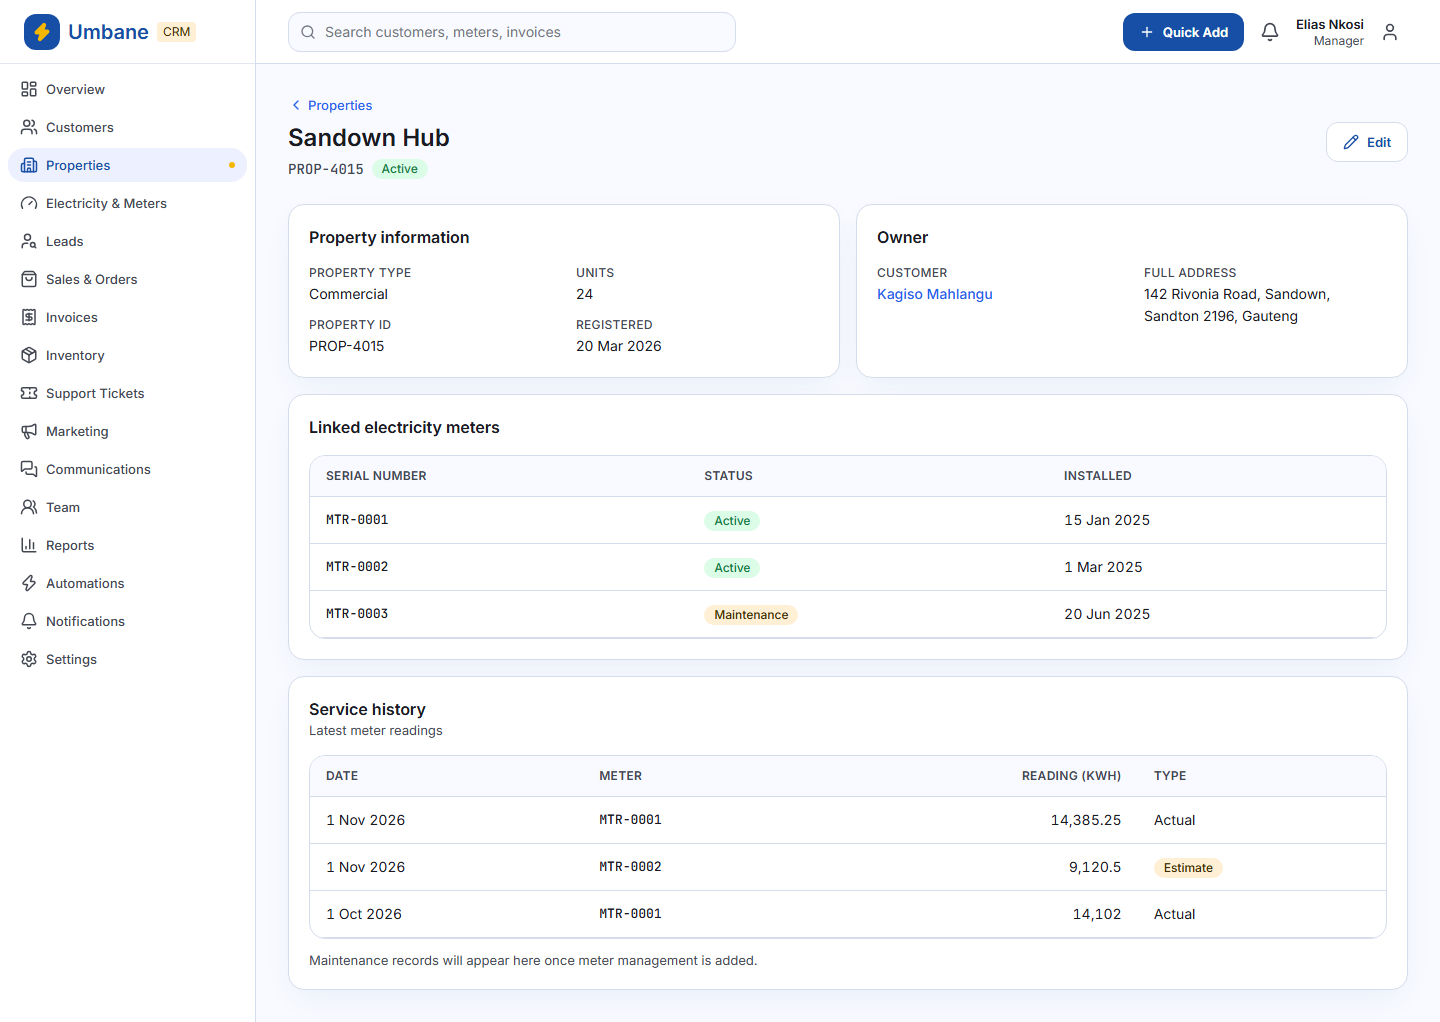 Umbane CRM
Search customers, meters, invoices
Quick Add
Elias Nkosi
Manager
Overview
Customers
Properties
Electricity & Meters
Leads
Sales & Orders
Invoices
Inventory
Support Tickets
Marketing
Communications
Team
Reports
Automations
Notifications
Settings
Properties
Sandown Hub
PROP-4015 Active
Edit
Property information
PROPERTY TYPE UNITS
Commercial 24
PROPERTY ID REGISTERED
PROP-4015 20 Mar 2026
Owner
CUSTOMER FULL ADDRESS
Kagiso Mahlangu 142 Rivonia Road, Sandown,
Sandton 2196, Gauteng
Linked electricity meters
SERIAL NUMBER STATUS INSTALLED
MTR-0001 Active 15 Jan 2025
MTR-0002 Active 1 Mar 2025
MTR-0003 Maintenance 20 Jun 2025
Service history
Latest meter readings
DATE METER READING (KWH) TYPE
1 Nov 2026 MTR-0001 14,385.25 Actual
1 Nov 2026 MTR-0002 9,120.5 Estimate
1 Oct 2026 MTR-0001 14,102 Actual
Maintenance records will appear here once meter management is added.